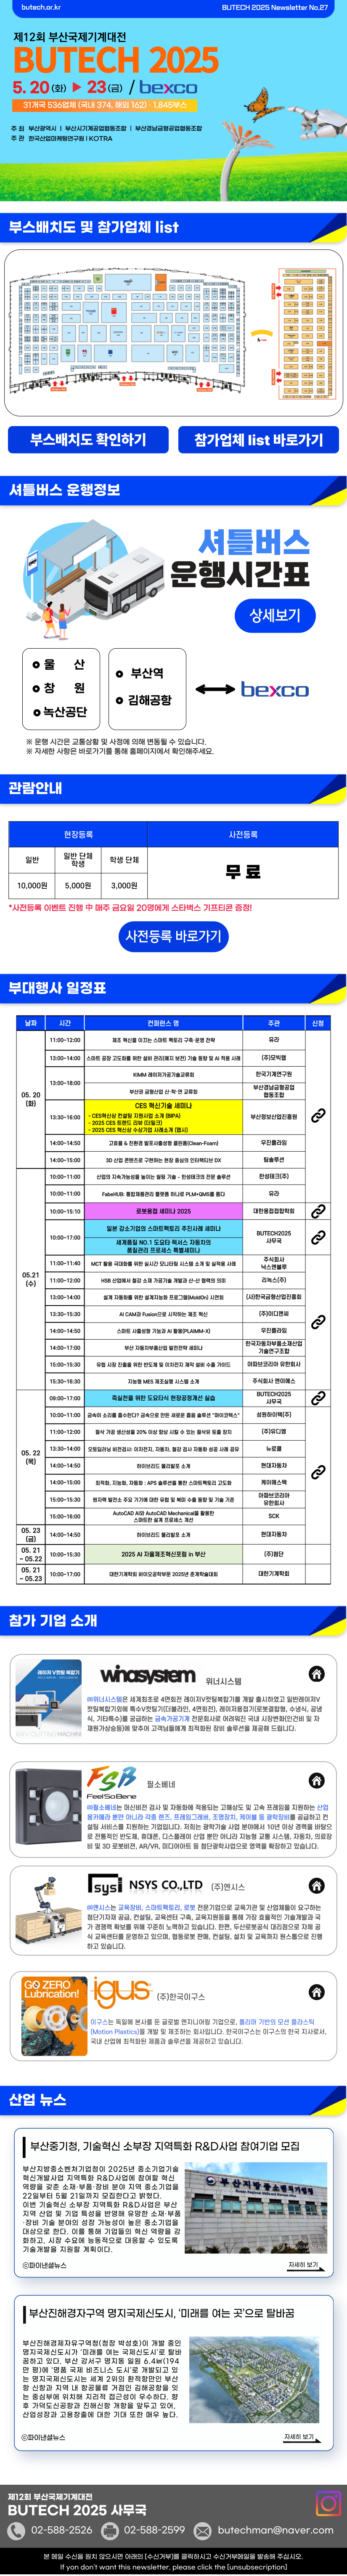 butech.or.kr
BUTECH 2025 Newsletter No.27
제12회 부산국제기계대전
BUTECH 2025
5. 20(화) ▶ 23(금) / bexco
31개국 536업체 (국내 374, 해외 162) · 1,845부스
주 최 부산광역시 | 부산시기계공업협동조합 | 부산경남금형공업협동조합
주 관 한국산업마케팅연구원 | KOTRA
부스배치도 및 참가업체 list
부스배치도 확인하기
참가업체 list 바로가기
셔틀버스 운행정보
셔틀버스
운행시간표
상세보기
울 산
창 원
녹산공단
부산역
김해공항
bexco
※ 운행 시간은 교통상황 및 사정에 의해 변동될 수 있습니다.
※ 자세한 사항은 바로가기를 통해 홈페이지에서 확인해주세요.
관람안내
현장등록 사전등록
일반 일반 단체 학생 학생 단체
무 료
10,000원 5,000원 3,000원
*사전등록 이벤트 진행 中 매주 금요일 20명에게 스타벅스 기프티콘 증정!
사전등록 바로가기
부대행사 일정표
날짜 시간 컨퍼런스 명 주관 신청
05. 20 (화)
11:00~12:00 제조 혁신을 이끄는 스마트 팩토리 구축·운영 전략 유라
13:00~14:00 스마트 공장 고도화를 위한 설비 관리(예지 보전) 기술 동향 및 AI 적용 사례 (주)모빅랩
13:00~18:00 KIMM 레이저가공기술교류회 한국기계연구원
부산권 금형산업 산·학·연 교류회 부산경남금형공업협동조합
13:30~16:00 CES 혁신기술 세미나
- CES혁신상 컨설팅 지원사업 소개 (BIPA)
- 2025 CES 트렌드 리뷰 (더밀크)
- 2025 CES 혁신상 수상기업 사례소개 (랩시)
부산정보산업진흥원
14:00~14:50 고효율 & 친환경 발포사출성형 클린폼(Clean-Foam) 우진플라임
14:00~15:00 3D 산업 콘텐츠로 구현하는 현장 중심의 인터랙티브 DX 팀솔루션
05.21 (수)
10:00~11:00 산업의 지속가능성을 높이는 씰링 기술 – 한성테크의 전문 솔루션 한성테크(주)
10:00~11:00 FabeHUB: 통합채용관리 플랫폼 하나로 PLM+QMS를 품다 유라
10:00~15:10 로봇용접 세미나 2025 대한용접접합학회
10:00~17:00 일본 강소기업의 스마트팩토리 추진사례 세미나
세계품질 NO.1 도요타 렉서스 자동차의
품질관리 프로세스 특별세미나
BUTECH2025 사무국
11:00~11:40 MCT 활용 극대화를 위한 실시간 모니터링 시스템 소개 및 실적용 사례 주식회사 닉스앤블루
11:00~12:00 HSB 산업에서 절감 소재 가공기술 개발과 산-산 협력의 의미 리녹스(주)
13:00~14:00 설계 자동화를 위한 설계지능등 프로그램(MoldOn) 시연회 (사)한국금형산업진흥회
13:30~15:30 AI CAM과 Fusion으로 시작하는 제조 혁신 (주)이디앤씨
14:00~14:50 스마트 사출성형 기능과 AI 활용(PLAIMM-X) 우진플라임
14:00~17:00 부산 자동차부품산업 발전전략 세미나 한국자동차부품소재산업기술연구조합
15:00~15:30 유럽 시장 진출을 위한 반도체 및 이차전지 제작 설비 수출 가이드 아파브코리아 유한회사
15:30~16:30 지능형 MES 제조실행 시스템 소개 주식회사 엔아이에스
05. 22 (목)
09:00~17:00 흑실전을 위한 도요타식 현장공정개선 실습 BUTECH2025 사무국
10:00~11:00 금속이 소리를 흡수한다? 금속으로 만든 새로운 흡음 솔루션 "파이코텍스" 성원하이텍(주)
11:00~12:00 절삭 가공 생산성을 20% 이상 향상 시킬 수 있는 절삭유 토출 장치 (주)유디엠
13:30~14:00 오토딥러닝 비전검사: 이차전지, 자동차, 철강 검사 자동화 성공 사례 공유 뉴로클
14:00~14:50 하이브리드 물리발포 소개 현대자동차
14:00~15:00 최적화, 지능화, 자동화 : APS 솔루션을 통한 스마트팩토리 고도화 케이에스텍
15:00~15:30 원자력 발전소 주요 기기에 대한 유럽 및 북미 수출 동향 및 기술 기준 아파브코리아 유한회사
15:00~16:00 AutoCAD AI와 AutoCAD Mechanical를 활용한
스마트한 설계 프로세스 개선 SCK
05. 23 (금)
14:00~14:50 하이브리드 물리발포 소개 현대자동차
05. 21 ~ 05.22 10:00~15:30 2025 AI 자율제조혁신포럼 in 부산 (주)첨단
05. 21 ~ 05.23 10:00~17:00 대한기계학회 바이오공학부문 2025년 춘계학술대회 대한기계학회
참가 기업 소개
레이저 V컷팅 복합기
winasystem 위너시스템
㈜위너시스템은 세계최초로 4면회전 레이저V컷팅복합기를 개발 출시하였고 일반레이저V
컷팅복합기외에 특수V컷팅기(더블라인, 4면회전), 레이저용접기(로봇결합형, 수냉식, 공냉
식, 기타특수)를 공급하는 금속가공기계 전문회사로 어려워진 국내 시장변화(인건비 및 자
재원가상승등)에 맞추어 고객님들에게 최적화된 장비 솔루션을 제공해 드립니다.
FSB
FeelSoBene
필소베네
㈜필소베네는 머신비전 검사 및 자동화에 적용되는 고해상도 및 고속 프레임을 지원하는 산업
용카메라 뿐만 아니라 각종 렌즈, 프레임그래버, 조명장치, 케이블 등 광학장비를 공급하고 컨
설팅 서비스를 지원하는 기업입니다. 저희는 광학기술 사업 분야에서 10년 이상 경력을 바탕으
로 전통적인 반도체, 휴대폰, 디스플레이 산업 뿐만 아니라 지능형 교통 시스템, 자동차, 의료장
비 및 3D 로봇비전, AR/VR, 미디어아트 등 첨단광학사업으로 영역을 확장하고 있습니다.
NSYS CO.,LTD (주)엔시스
㈜엔시스는 교육장비, 스마트팩토리, 로봇 전문기업으로 교육기관 및 산업체들이 요구하는
첨단기자재 공급, 컨설팅, 교육센터 구축, 교육지원등을 통해 가장 효율적인 기술개발과 국
가 경쟁력 확보를 위해 꾸준히 노력하고 있습니다. 한편, 두산로봇공식 대리점으로 자체 공
식 교육센터를 운영하고 있으며, 협동로봇 판매, 컨설팅, 설치 및 교육까지 원스톱으로 진행
하고 있습니다.
GO ZERO
Lubrication!
igus (주)한국이구스
이구스는 독일에 본사를 둔 글로벌 엔지니어링 기업으로, 폴리머 기반의 모션 플라스틱
(Motion Plastics)를 개발 및 제조하는 회사입니다. 한국이구스는 이구스의 한국 지사로서,
국내 산업에 최적화된 제품과 솔루션을 제공하고 있습니다.
산업 뉴스
부산중기청, 기술혁신 소부장 지역특화 R&D사업 참여기업 모집
부산지방중소벤처기업청이 2025년 중소기업기술
혁신개발사업 지역특화 R&D사업에 참여할 혁신
역량을 갖춘 소재·부품·장비 분야 지역 중소기업을
22일부터 5월 21일까지 모집한다고 밝혔다.
이번 기술혁신 소부장 지역특화 R&D사업은 부산
지역 산업 및 기업 특성을 반영해 유망한 소재·부품
·장비 기술 분야의 성장 가능성이 높은 중소기업을
대상으로 한다. 이를 통해 기업들의 혁신 역량을 강
화하고, 시장 수요에 능동적으로 대응할 수 있도록
기술개발을 지원할 계획이다.
ⓒ파이낸셜뉴스
부산지방중소벤처기업청
자세히 보기
부산진해경자구역 명지국제신도시, '미래를 여는 곳'으로 탈바꿈
부산진해경제자유구역청(청장 박성호)이 개발 중인
명지국제신도시가 '미래를 여는 국제신도시'로 탈바
꿈하고 있다. 부산 강서구 명지동 일원 6.4㎢(194
만 평)에 '명품 국제 비즈니스 도시'로 개발되고 있
는 명지국제신도시는 세계 2위의 환적항만인 부산
항 신항과 지역 내 항공물류 거점인 김해공항을 잇
는 중심부에 위치해 지리적 접근성이 우수하다. 향
후 가덕도신공항과 진해신항 개항을 앞두고 있어,
산업성장과 고용창출에 대한 기대 또한 매우 높다.
ⓒ파이낸셜뉴스
자세히 보기
제12회 부산국제기계대전
BUTECH 2025 사무국
02-588-2526
02-588-2599
butechman@naver.com
본 메일 수신을 원치 않으시면 아래의 [수신거부]를 클릭하시고 수신거부메일을 발송해 주십시오.
If yon dan't want this newsletter, please click the [unsubsecription]